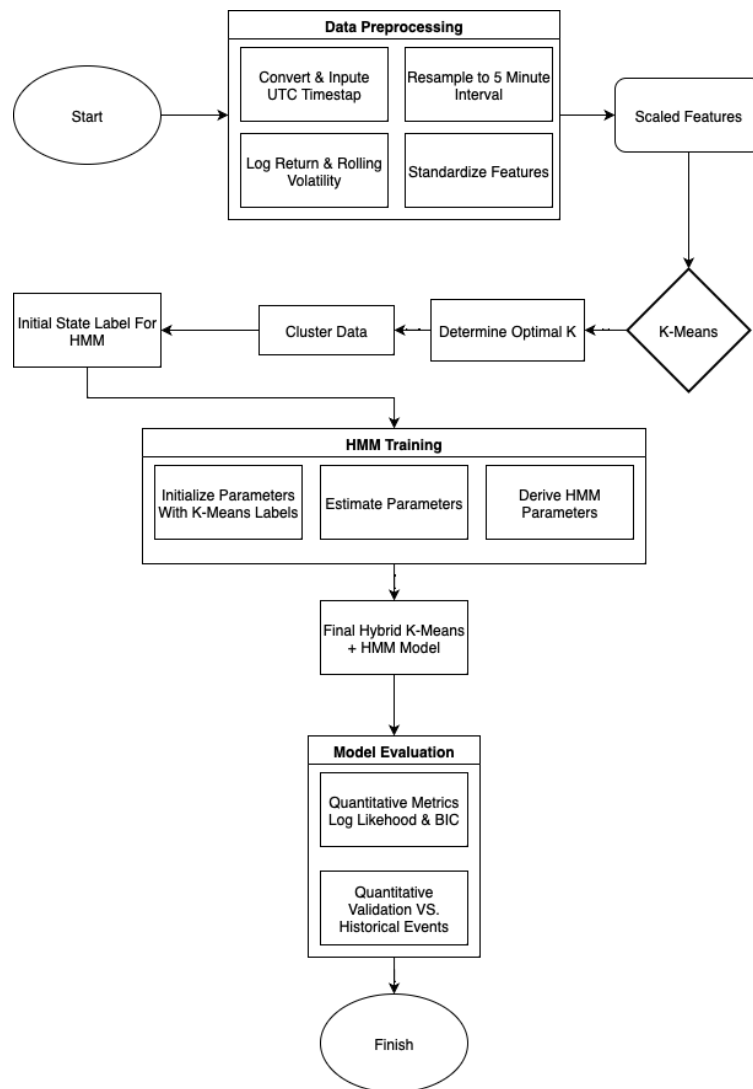 Data Preprocessing
Convert & Inpute
UTC Timestap
Resample to 5 Minute
Interval
Start
Scaled Features
Log Return & Rolling
Volatility
Standardize Features
Initial State Label For
HMM
Cluster Data
Determine Optimal K
K-Means
HMM Training
Initialize Parameters
With K-Means Labels
Estimate Parameters
Derive HMM
Parameters
Final Hybrid K-Means
+ HMM Model
Model Evaluation
Quantitative Metrics
Log Likehood & BIC
Quantitative
Validation VS.
Historical Events
Finish